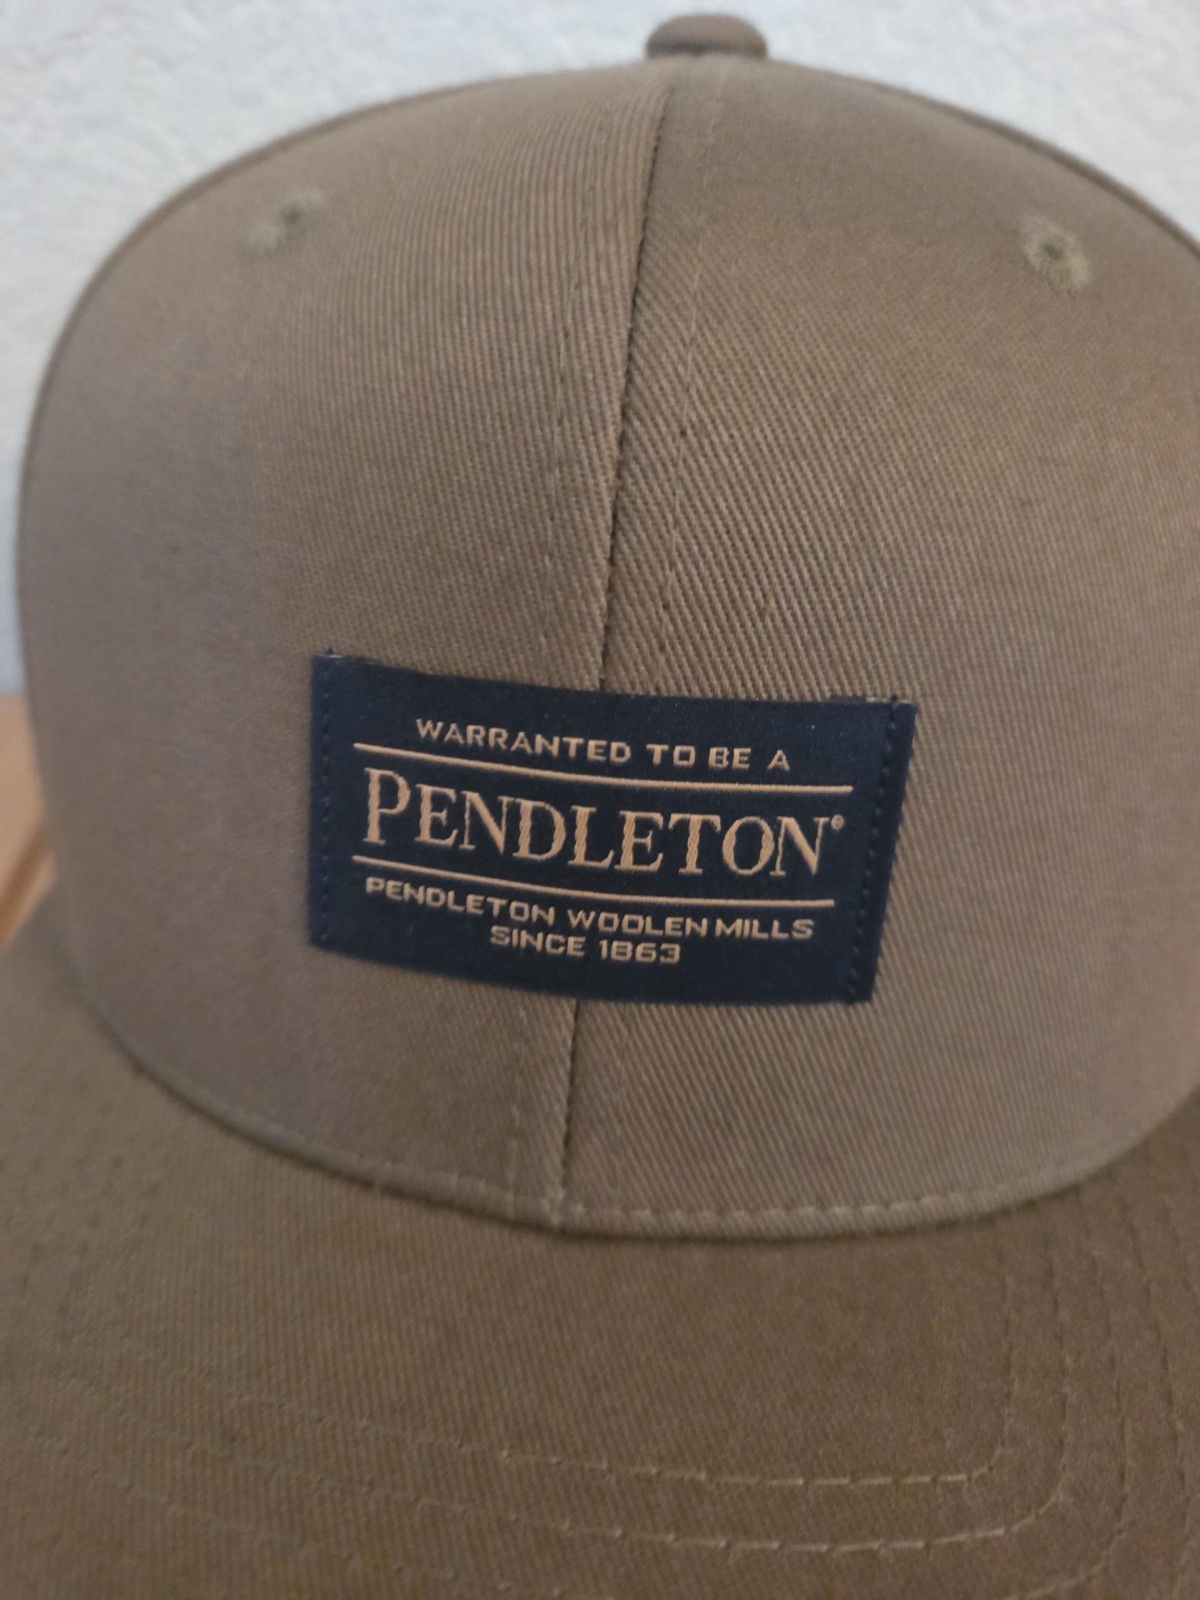 WARRANTED TO BE A
PENDLETON®
PENDLETON WOOLEN MILLS
SINCE 1863